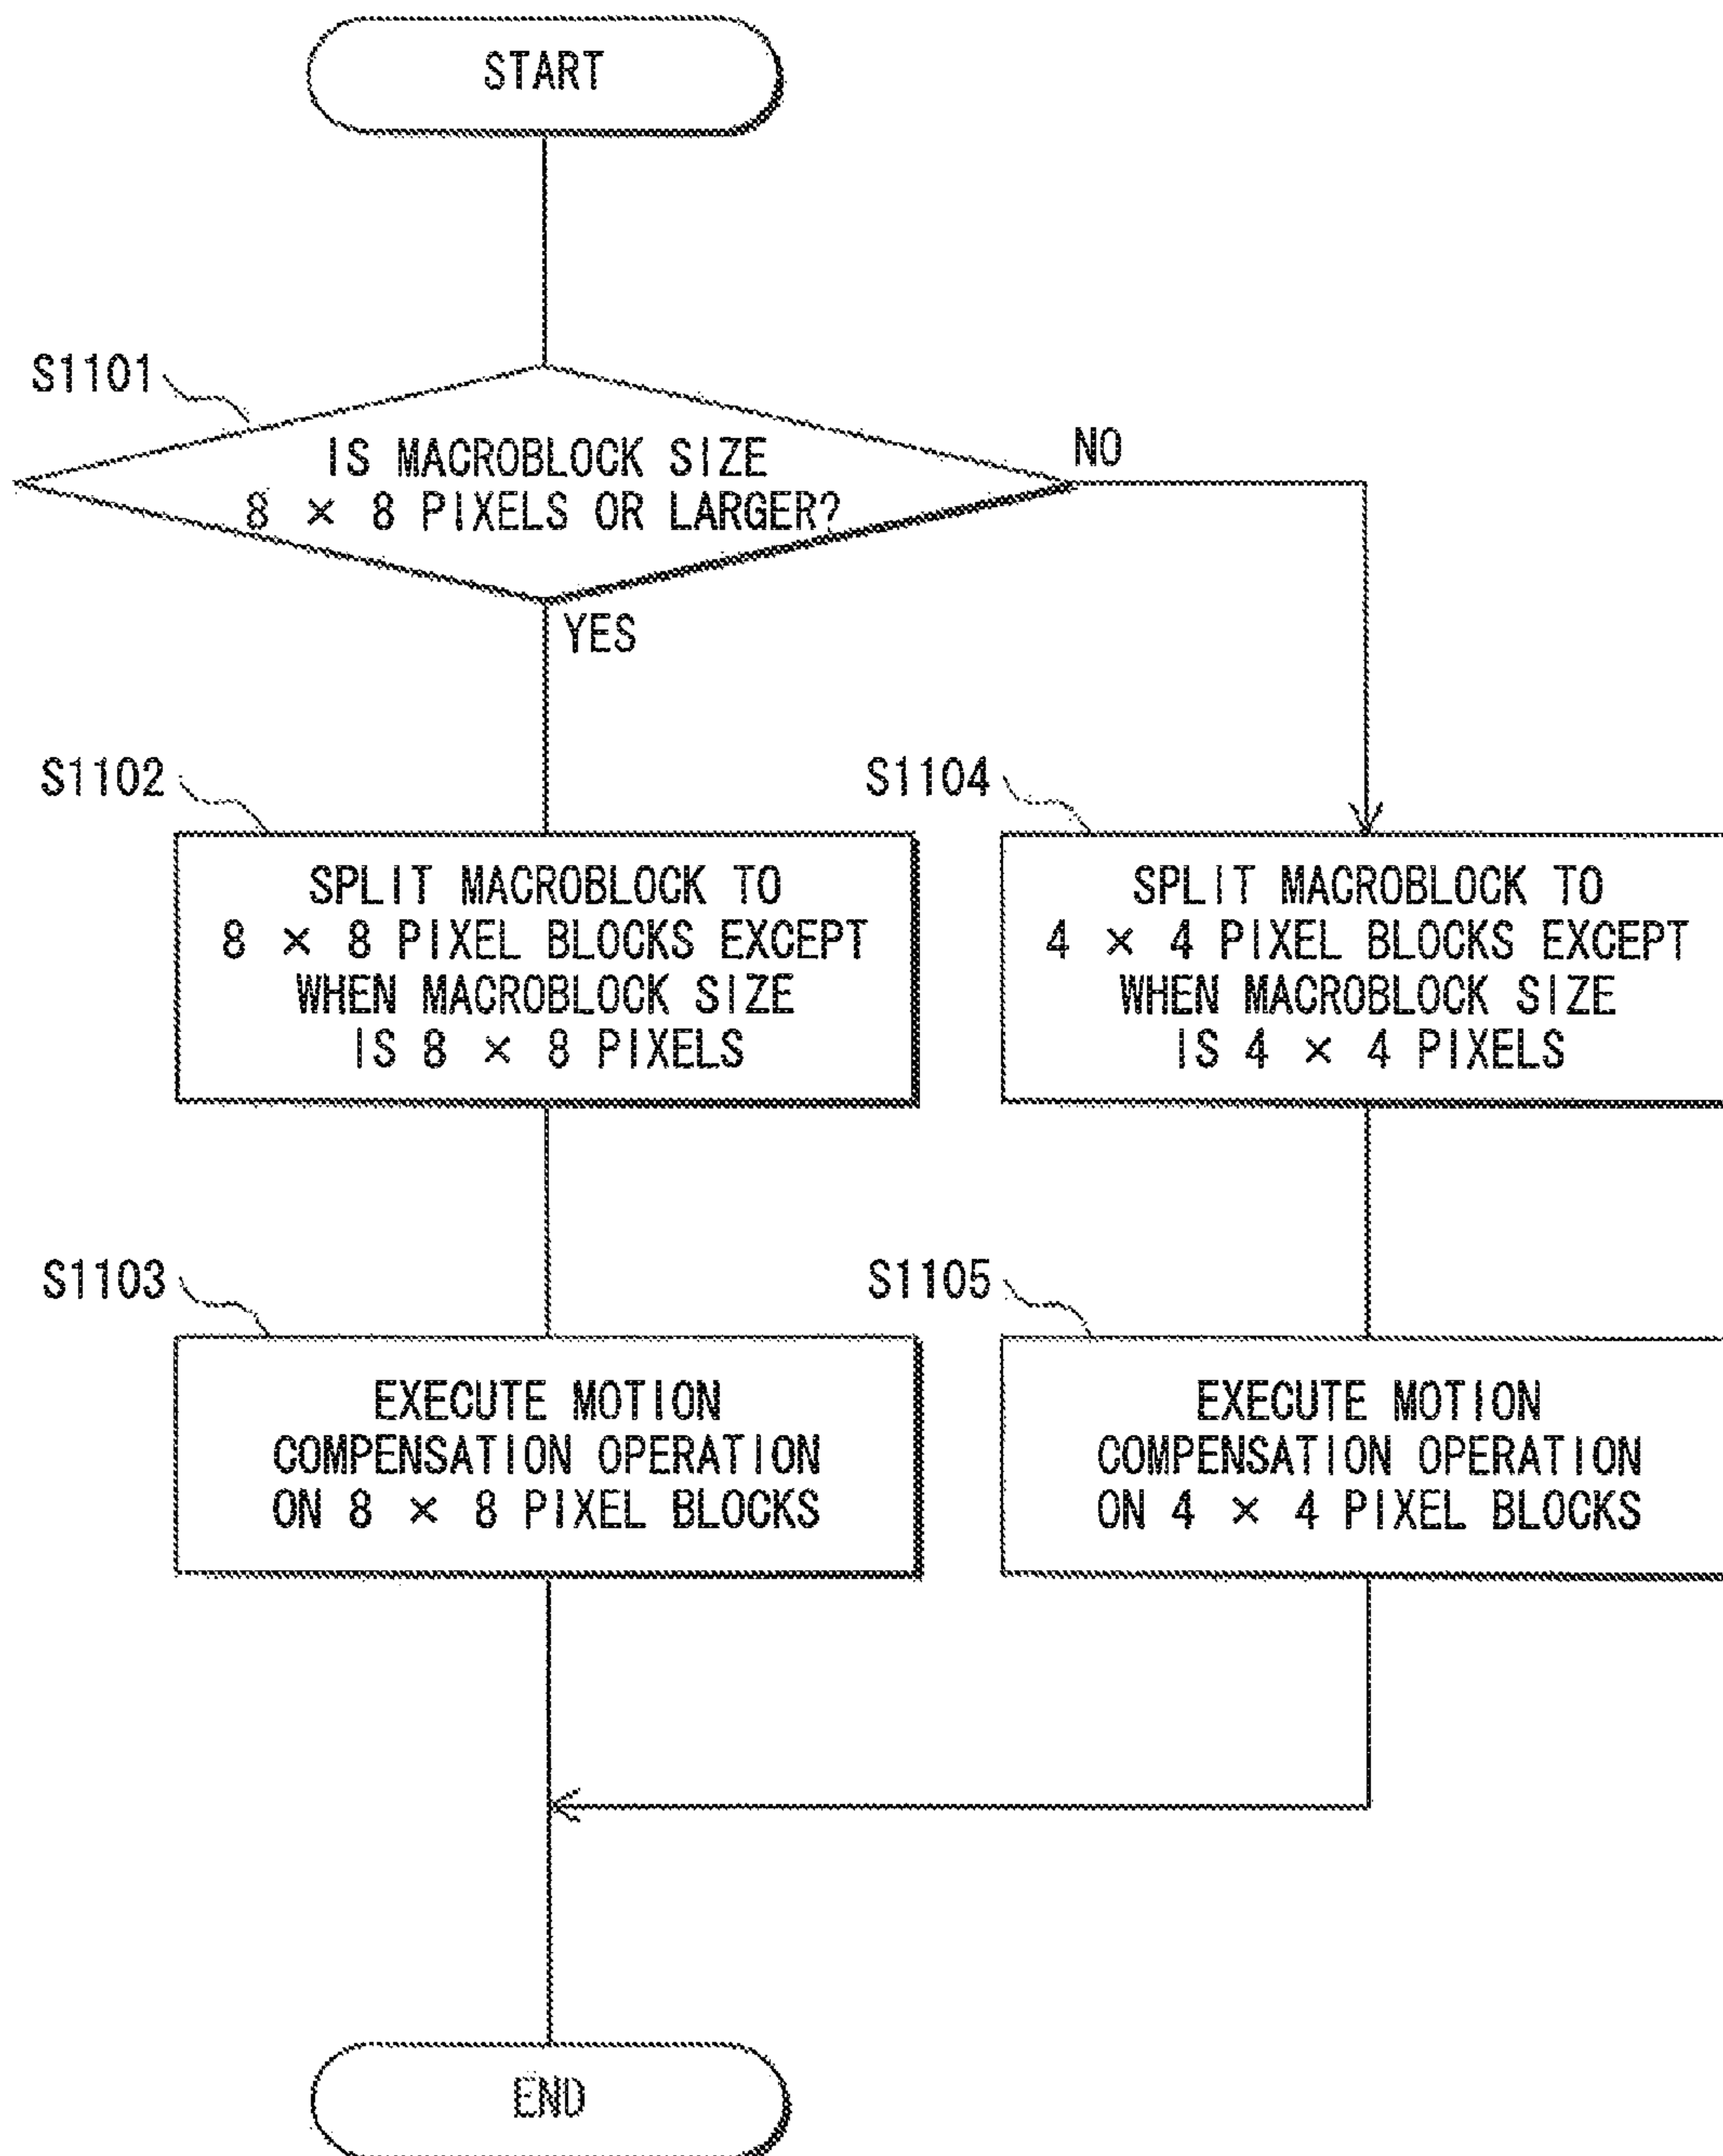 START
S1101
IS MACROBLOCK SIZE
8 × 8 PIXELS OR LARGER?
NO
YES
S1102
SPLIT MACROBLOCK TO
8 × 8 PIXEL BLOCKS EXCEPT
WHEN MACROBLOCK SIZE
IS 8 × 8 PIXELS
S1104
SPLIT MACROBLOCK TO
4 × 4 PIXEL BLOCKS EXCEPT
WHEN MACROBLOCK SIZE
IS 4 × 4 PIXELS
S1103
EXECUTE MOTION
COMPENSATION OPERATION
ON 8 × 8 PIXEL BLOCKS
S1105
EXECUTE MOTION
COMPENSATION OPERATION
ON 4 × 4 PIXEL BLOCKS
END